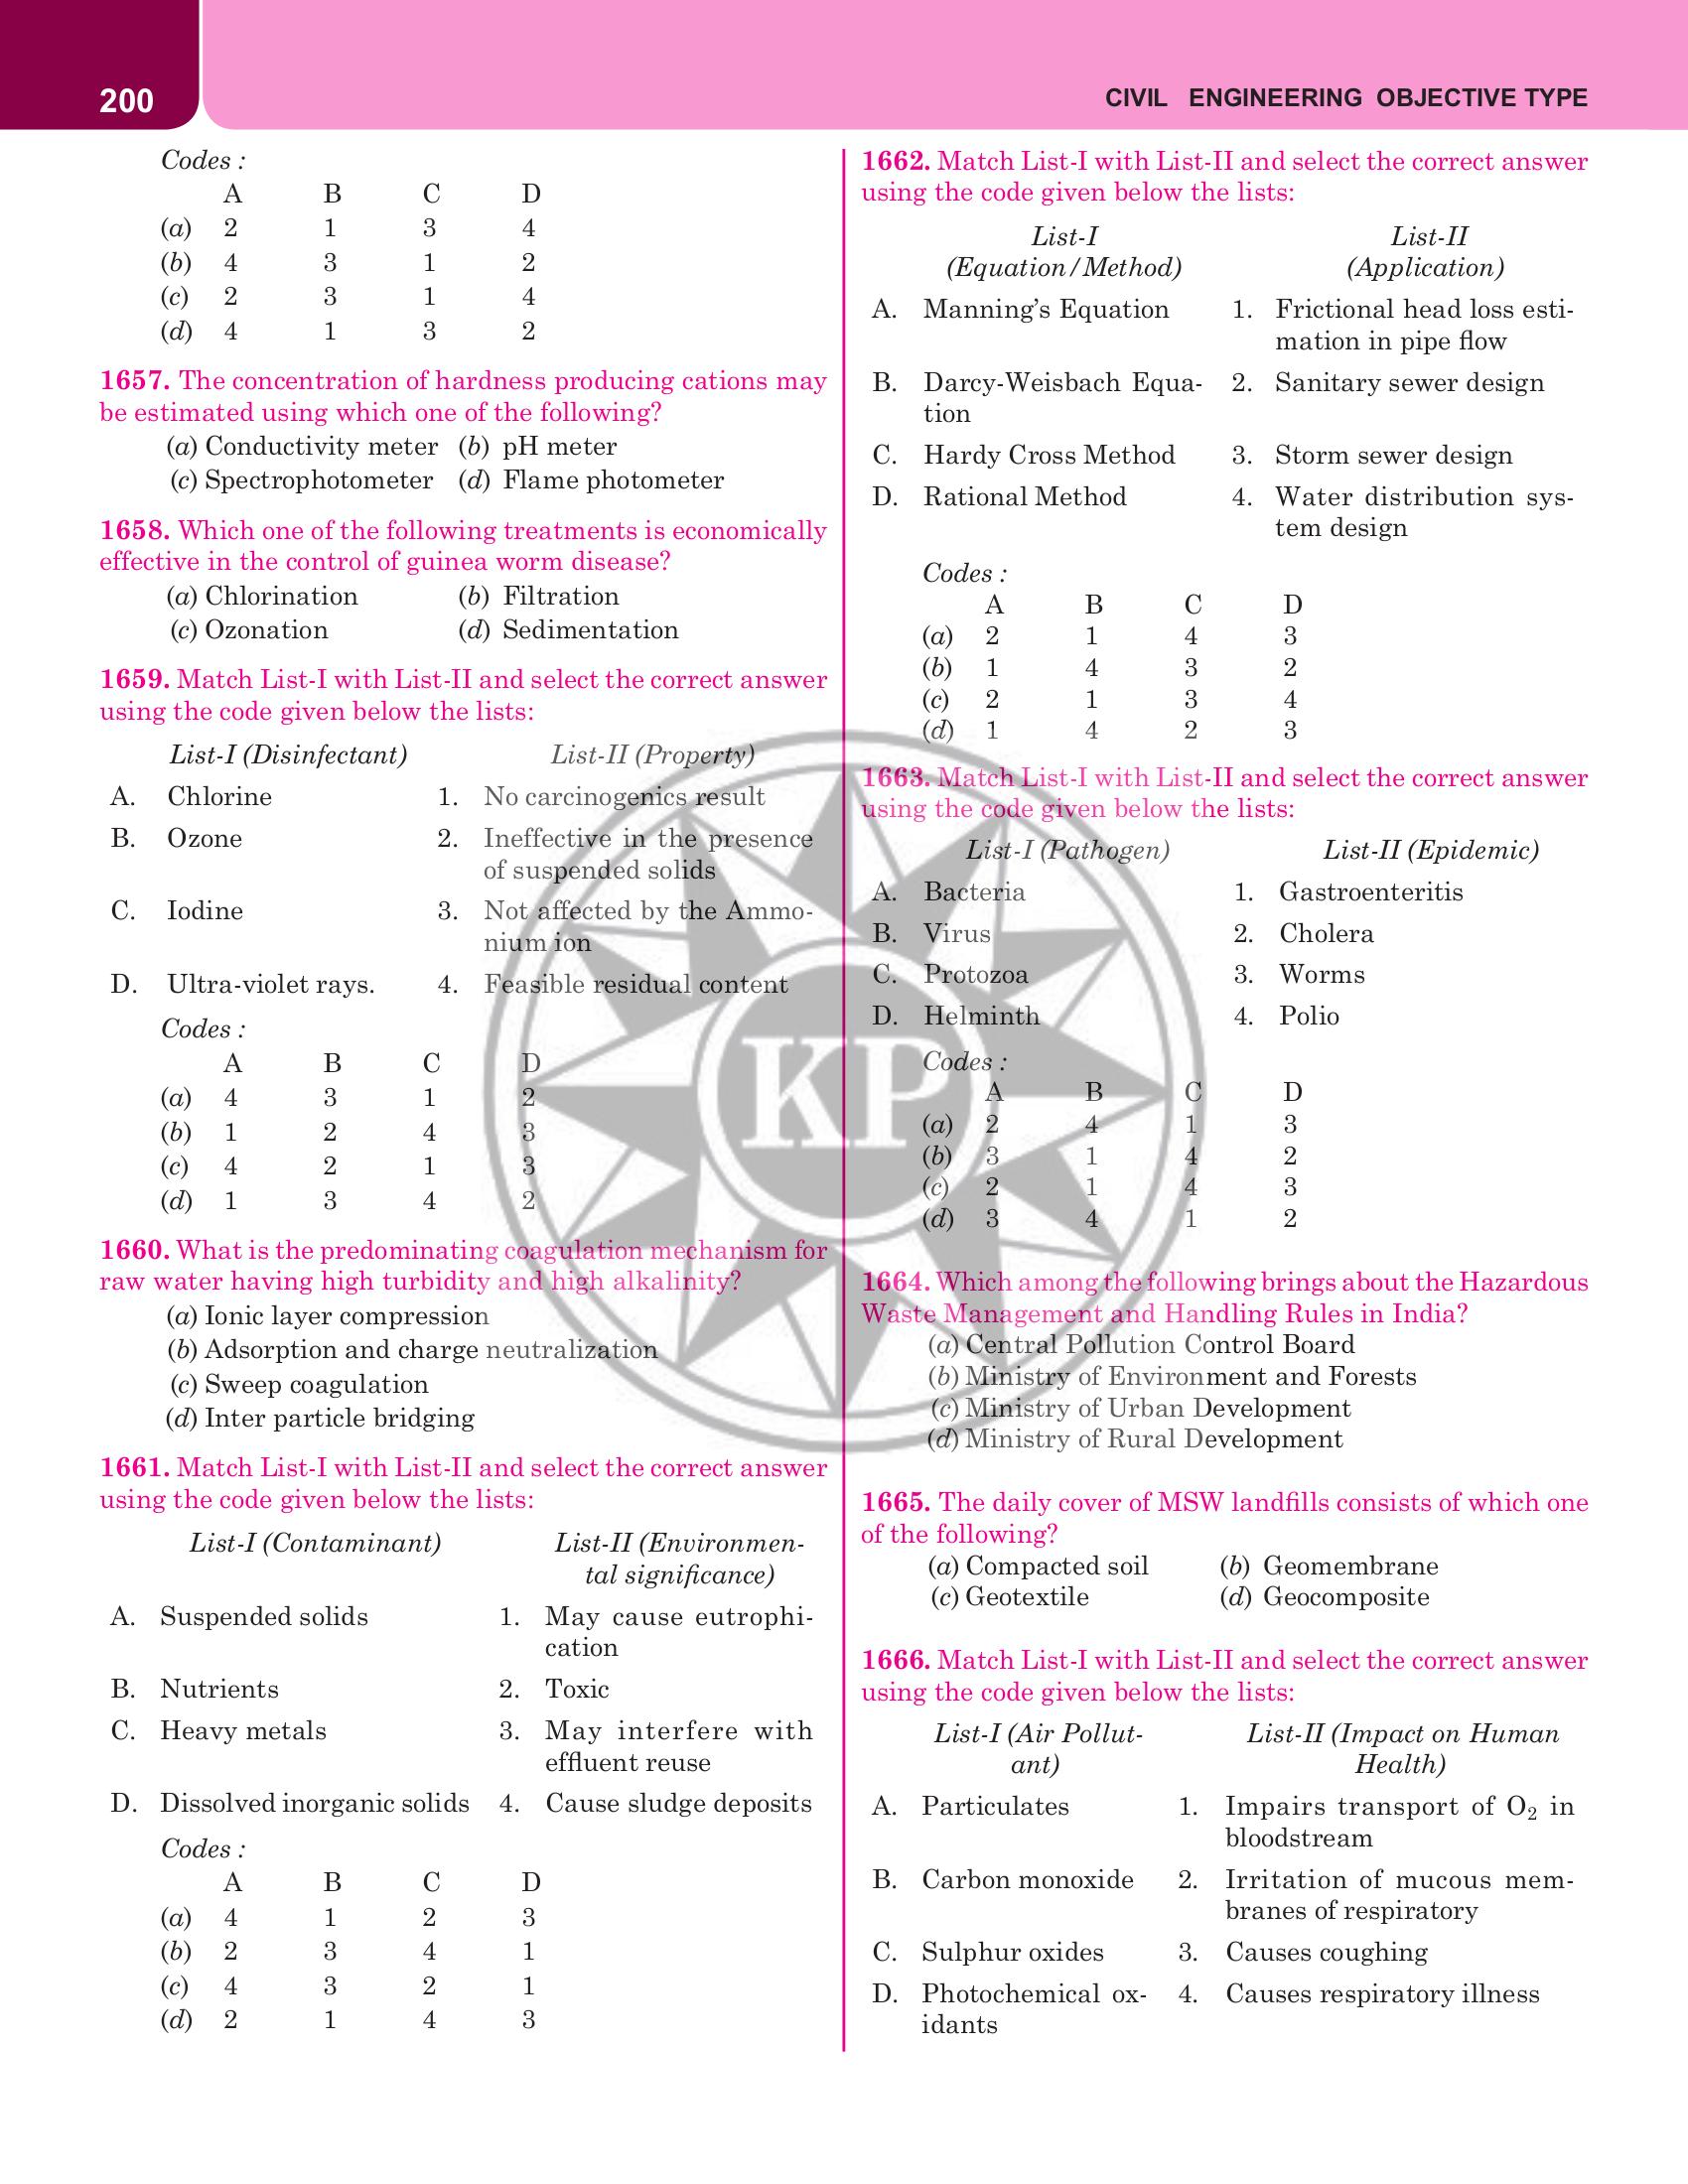 200
CIVIL ENGINEERING OBJECTIVE TYPE
Codes :
A B C D
(a) 2 1 3 4
(b) 4 3 1 2
(c) 2 3 1 4
(d) 4 1 3 2
1657. The concentration of hardness producing cations may
be estimated using which one of the following?
(a) Conductivity meter (b) pH meter
(c) Spectrophotometer (d) Flame photometer
1658. Which one of the following treatments is economically
effective in the control of guinea worm disease?
(a) Chlorination (b) Filtration
(c) Ozonation (d) Sedimentation
1659. Match List-I with List-II and select the correct answer
using the code given below the lists:
List-I (Disinfectant) List-II (Property)
A. Chlorine 1. No carcinogenics result
B. Ozone 2. Ineffective in the presence
of suspended solids
C. Iodine 3. Not affected by the Ammo-
nium ion
D. Ultra-violet rays. 4. Feasible residual content
Codes :
A B C D
(a) 4 3 1 2
(b) 1 2 4 3
(c) 4 2 1 3
(d) 1 3 4 2
1660. What is the predominating coagulation mechanism for
raw water having high turbidity and high alkalinity?
(a) Ionic layer compression
(b) Adsorption and charge neutralization
(c) Sweep coagulation
(d) Inter particle bridging
1661. Match List-I with List-II and select the correct answer
using the code given below the lists:
List-I (Contaminant) List-II (Environmen-
tal significance)
A. Suspended solids 1. May cause eutrophi-
cation
B. Nutrients 2. Toxic
C. Heavy metals 3. May interfere with
effluent reuse
D. Dissolved inorganic solids 4. Cause sludge deposits
Codes :
A B C D
(a) 4 1 2 3
(b) 2 3 4 1
(c) 4 3 2 1
(d) 2 1 4 3
1662. Match List-I with List-II and select the correct answer
using the code given below the lists:
List-I List-II
(Equation/Method) (Application)
A. Manning's Equation 1. Frictional head loss esti-
mation in pipe flow
B. Darcy-Weisbach Equa- 2. Sanitary sewer design
tion
C. Hardy Cross Method 3. Storm sewer design
D. Rational Method 4. Water distribution sys-
tem design
Codes :
A B C D
(a) 2 1 4 3
(b) 1 4 3 2
(c) 2 1 3 4
(d) 1 4 2 3
1663. Match List-I with List-II and select the correct answer
using the code given below the lists:
List-I (Pathogen) List-II (Epidemic)
A. Bacteria 1. Gastroenteritis
B. Virus 2. Cholera
C. Protozoa 3. Worms
D. Helminth 4. Polio
Codes :
A B C D
(a) 2 4 1 3
(b) 3 1 4 2
(c) 2 1 4 3
(d) 3 4 1 2
1664. Which among the following brings about the Hazardous
Waste Management and Handling Rules in India?
(a) Central Pollution Control Board
(b) Ministry of Environment and Forests
(c) Ministry of Urban Development
(d) Ministry of Rural Development
1665. The daily cover of MSW landfills consists of which one
of the following?
(a) Compacted soil (b) Geomembrane
(c) Geotextile (d) Geocomposite
1666. Match List-I with List-II and select the correct answer
using the code given below the lists:
List-I (Air Pollut- List-II (Impact on Human
ant) Health)
A. Particulates 1. Impairs transport of O₂ in
bloodstream
B. Carbon monoxide 2. Irritation of mucous mem-
branes of respiratory
C. Sulphur oxides 3. Causes coughing
D. Photochemical ox- 4. Causes respiratory illness
idants
KP